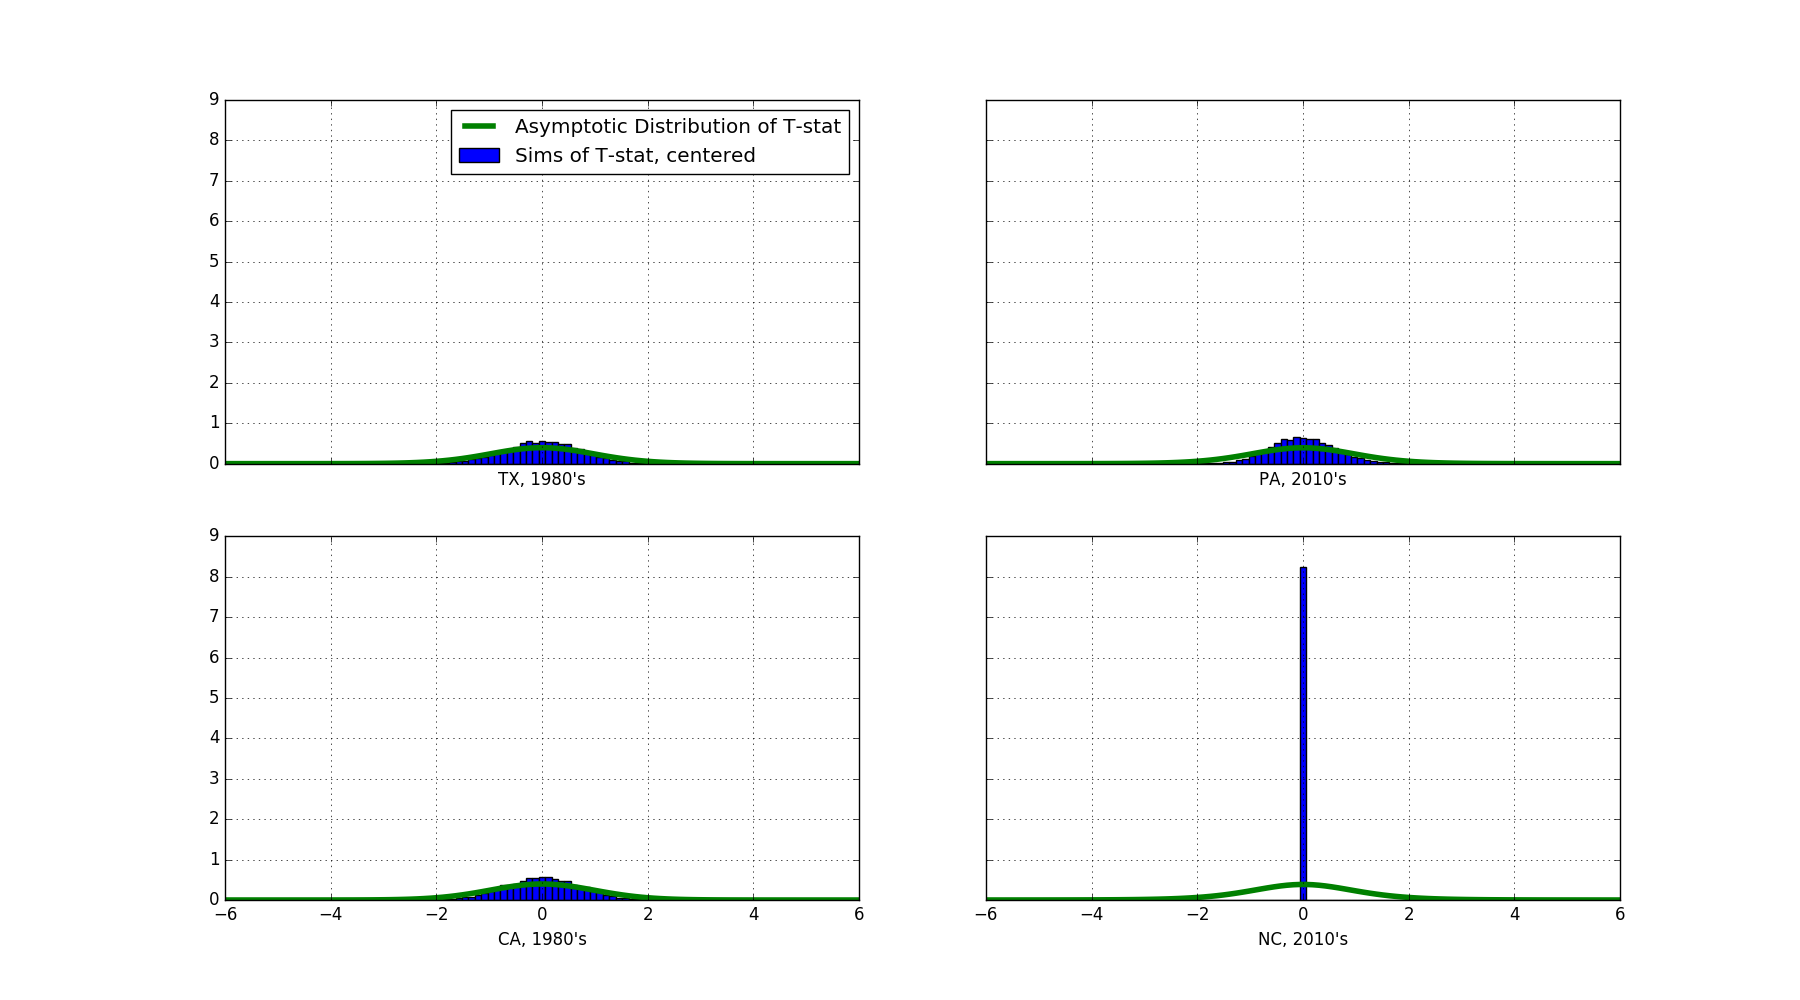 9
8
7
6
5
4
3
2
1
0
Asymptotic Distribution of T-stat
Sims of T-stat, centered
TX, 1980's
PA, 2010's
9
8
7
6
5
4
3
2
1
0
−6 −4 −2 0 2 4 6
CA, 1980's
−6 −4 −2 0 2 4 6
NC, 2010's